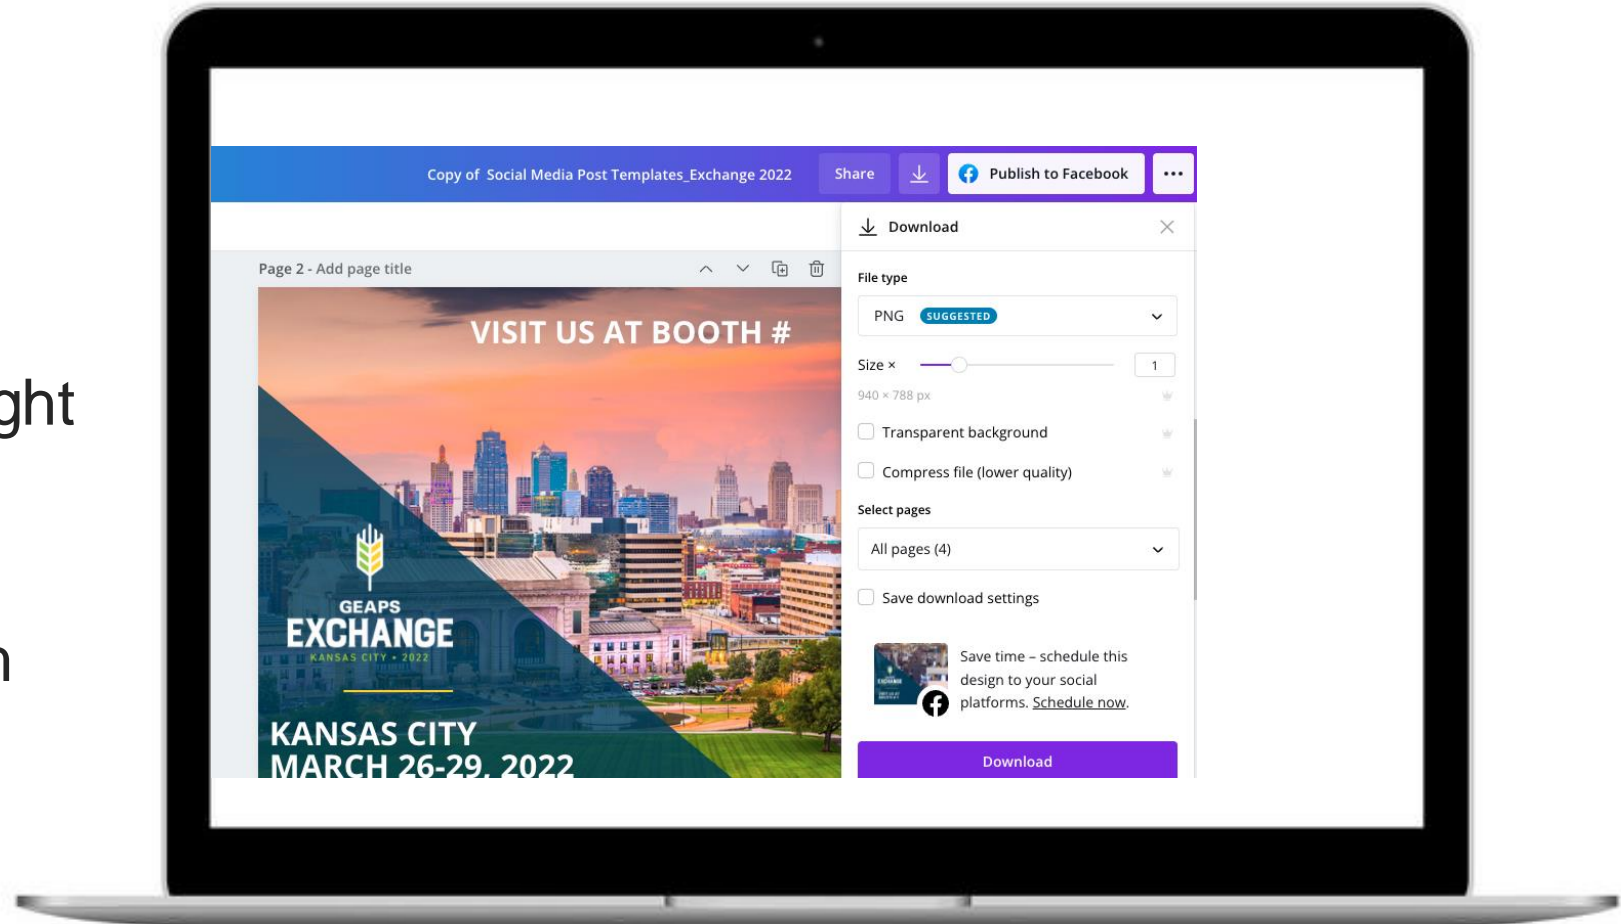 ght
n
Copy of Social Media Post Templates_Exchange 2022
Share
Publish to Facebook
Download
Page 2 - Add page title
VISIT US AT BOOTH #
GEAPS
EXCHANGE
KANSAS CITY • 2022
KANSAS CITY
MARCH 26-29, 2022
File type
PNG SUGGESTED
Size × 1
940 × 788 px
Transparent background
Compress file (lower quality)
Select pages
All pages (4)
Save download settings
Save time – schedule this
design to your social
platforms. Schedule now.
Download